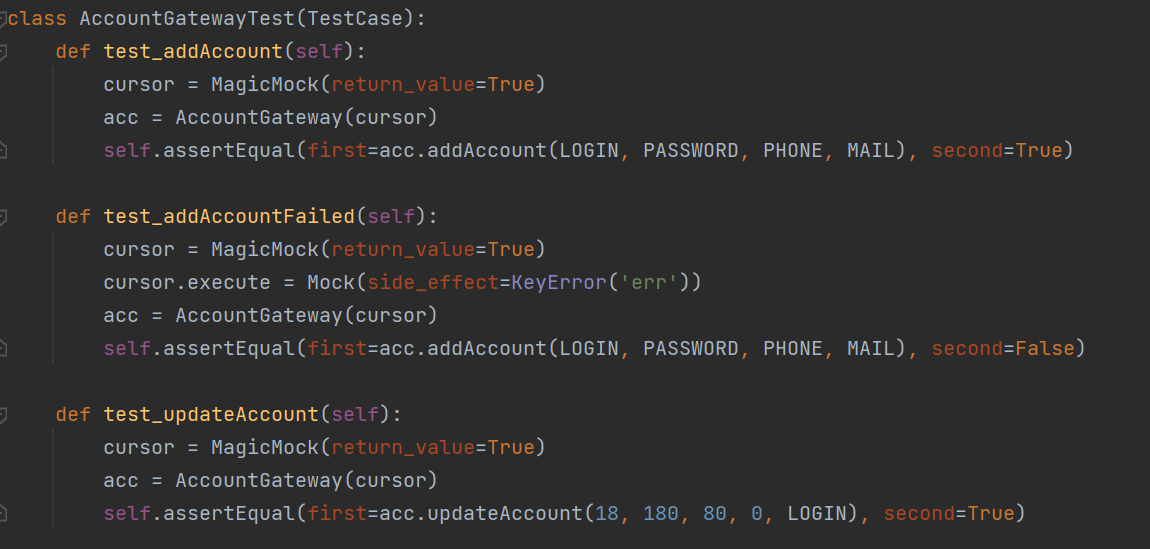 class AccountGatewayTest(TestCase):
    def test_addAccount(self):
        cursor = MagicMock(return_value=True)
        acc = AccountGateway(cursor)
        self.assertEqual(first=acc.addAccount(LOGIN, PASSWORD, PHONE, MAIL), second=True)

    def test_addAccountFailed(self):
        cursor = MagicMock(return_value=True)
        cursor.execute = Mock(side_effect=KeyError('err'))
        acc = AccountGateway(cursor)
        self.assertEqual(first=acc.addAccount(LOGIN, PASSWORD, PHONE, MAIL), second=False)

    def test_updateAccount(self):
        cursor = MagicMock(return_value=True)
        acc = AccountGateway(cursor)
        self.assertEqual(first=acc.updateAccount(18, 180, 80, 0, LOGIN), second=True)